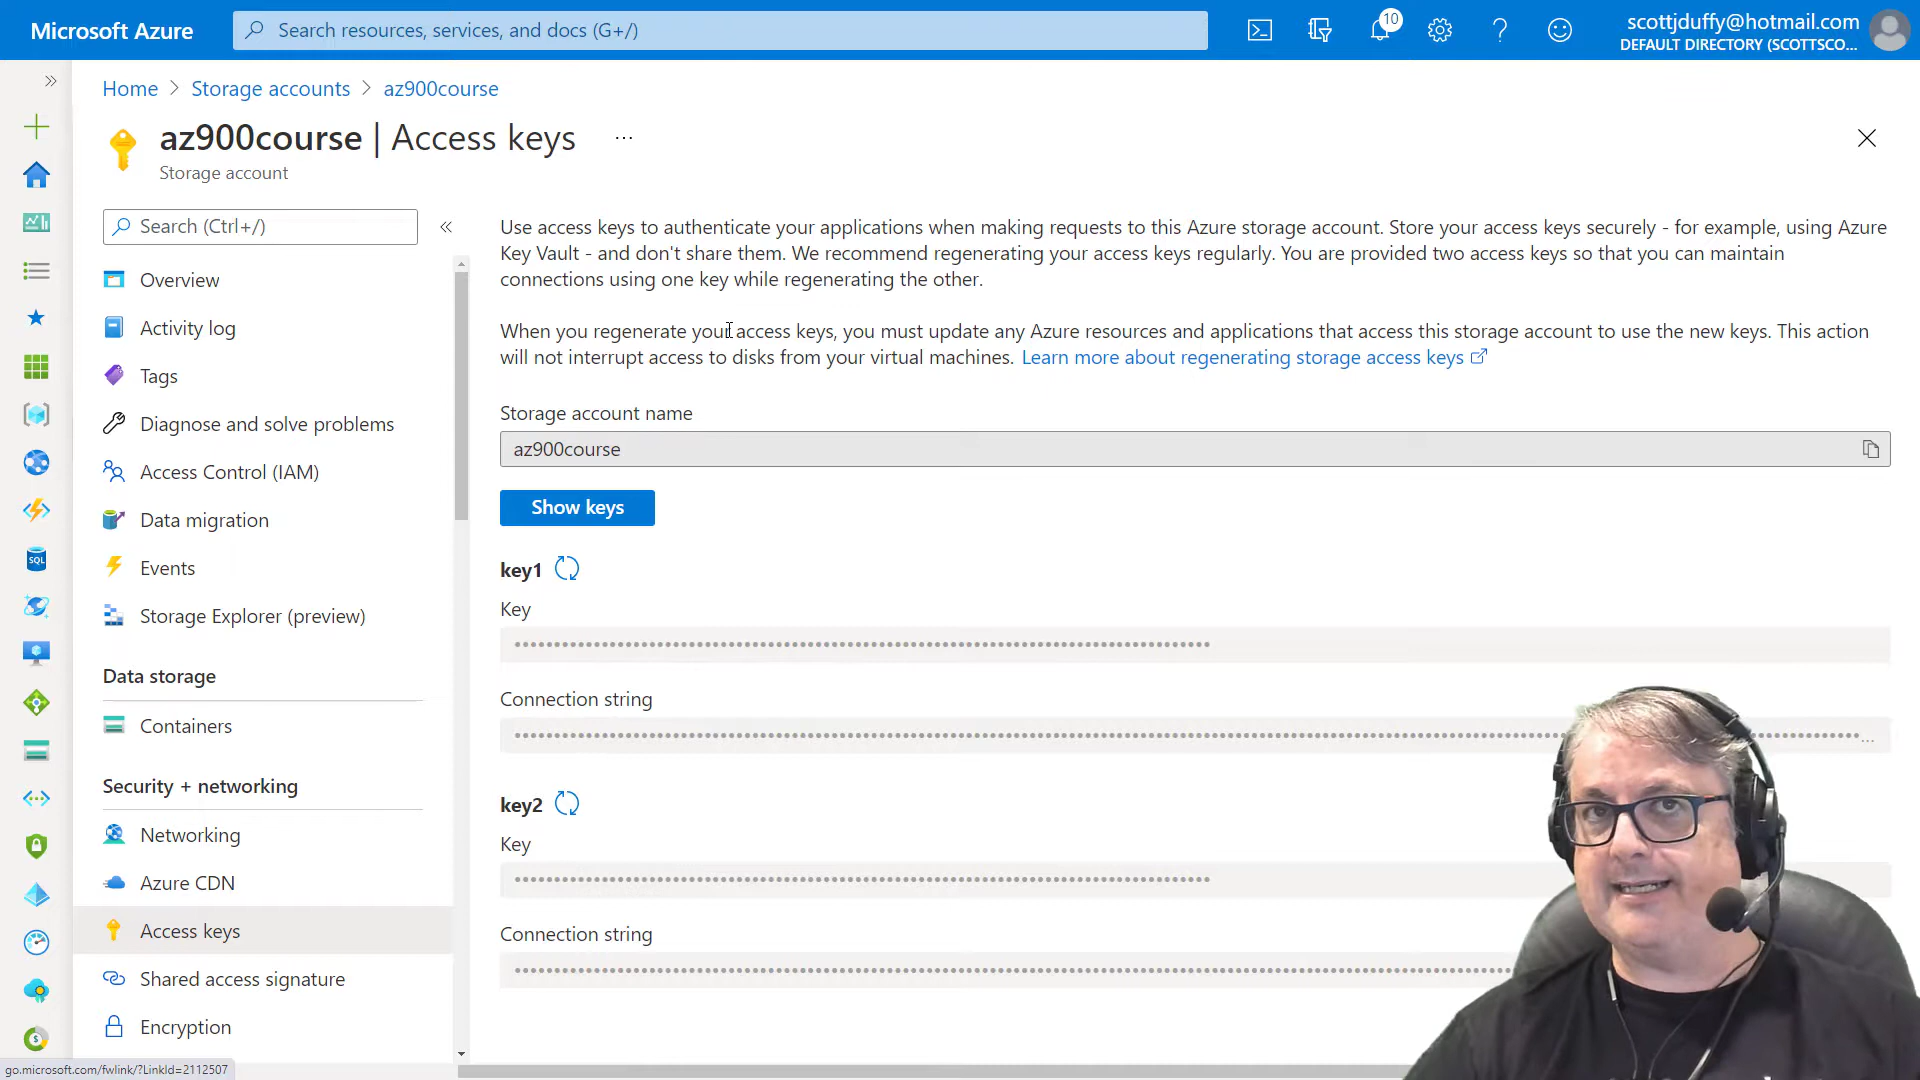 Microsoft Azure
Search resources, services, and docs (G+/)
10
scottjduffy@hotmail.com
DEFAULT DIRECTORY (SCOTTSCO...
Home > Storage accounts > az900course
az900course | Access keys ...
Storage account
Search (Ctrl+/)
Overview
Activity log
Tags
Diagnose and solve problems
Access Control (IAM)
Data migration
Events
Storage Explorer (preview)
Data storage
Containers
Security + networking
Networking
Azure CDN
Access keys
Shared access signature
Encryption
Use access keys to authenticate your applications when making requests to this Azure storage account. Store your access keys securely - for example, using Azure
Key Vault - and don't share them. We recommend regenerating your access keys regularly. You are provided two access keys so that you can maintain
connections using one key while regenerating the other.
When you regenerate your access keys, you must update any Azure resources and applications that access this storage account to use the new keys. This action
will not interrupt access to disks from your virtual machines. Learn more about regenerating storage access keys
Storage account name
az900course
Show keys
key1
Key
Connection string
...
key2
Key
Connection string
SQL
go.microsoft.com/fwlink/?LinkId=2112507